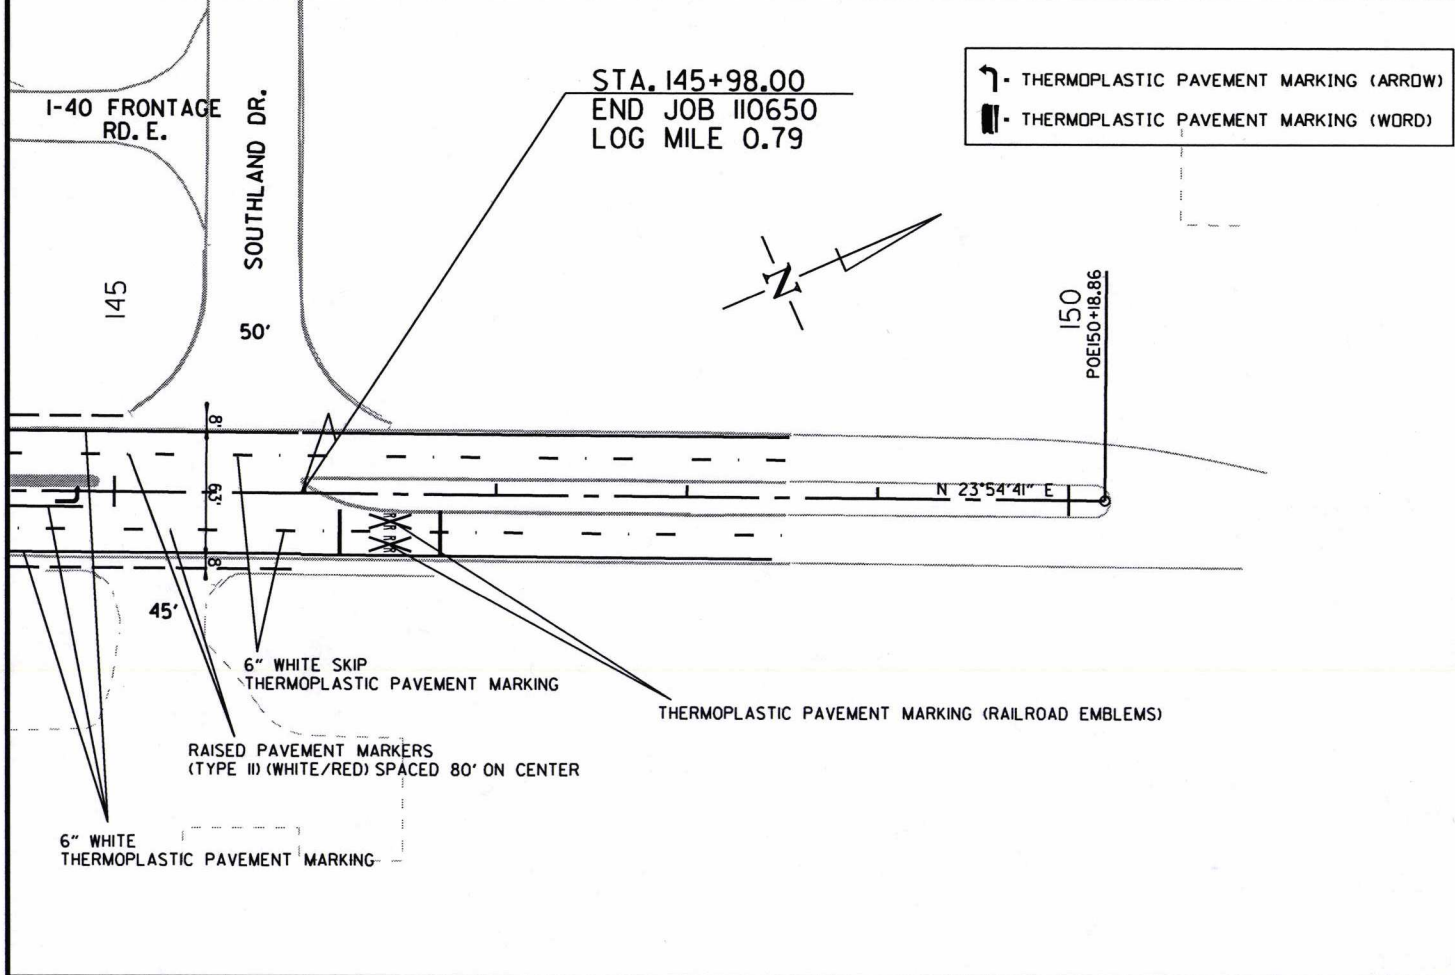 STA. 145+98.00
END JOB 110650
LOG MILE 0.79
- THERMOPLASTIC PAVEMENT MARKING (ARROW)
- THERMOPLASTIC PAVEMENT MARKING (WORD)
I-40 FRONTAGE
RD. E.
SOUTHLAND DR.
145
50'
N
150
POE150+18.86
8'
63'
8'
N 23°54'41" E
RR
RR
45'
6" WHITE SKIP
THERMOPLASTIC PAVEMENT MARKING
THERMOPLASTIC PAVEMENT MARKING (RAILROAD EMBLEMS)
RAISED PAVEMENT MARKERS
(TYPE II) (WHITE/RED) SPACED 80' ON CENTER
6" WHITE
THERMOPLASTIC PAVEMENT MARKING